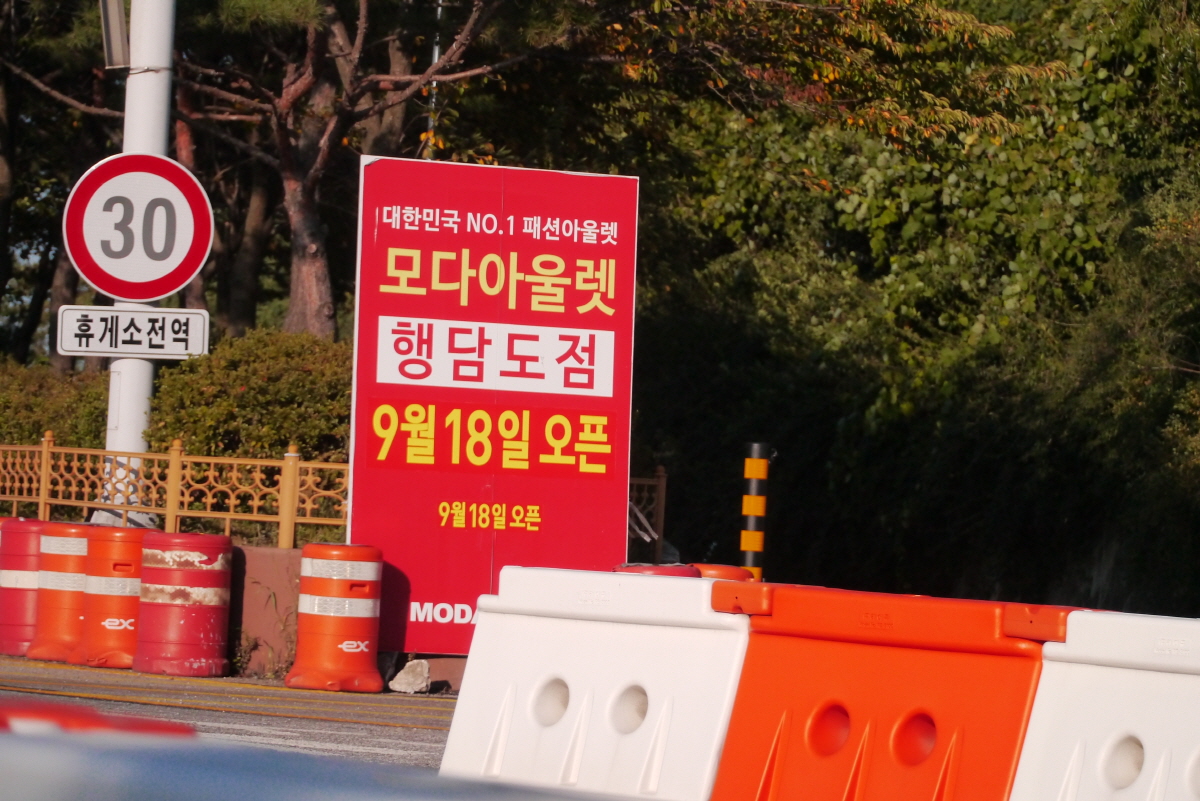 30
휴게소전역
대한민국 NO.1 패션아울렛
모다아울렛
행담도점
9월18일 오픈
9월18일 오픈
ex
ex